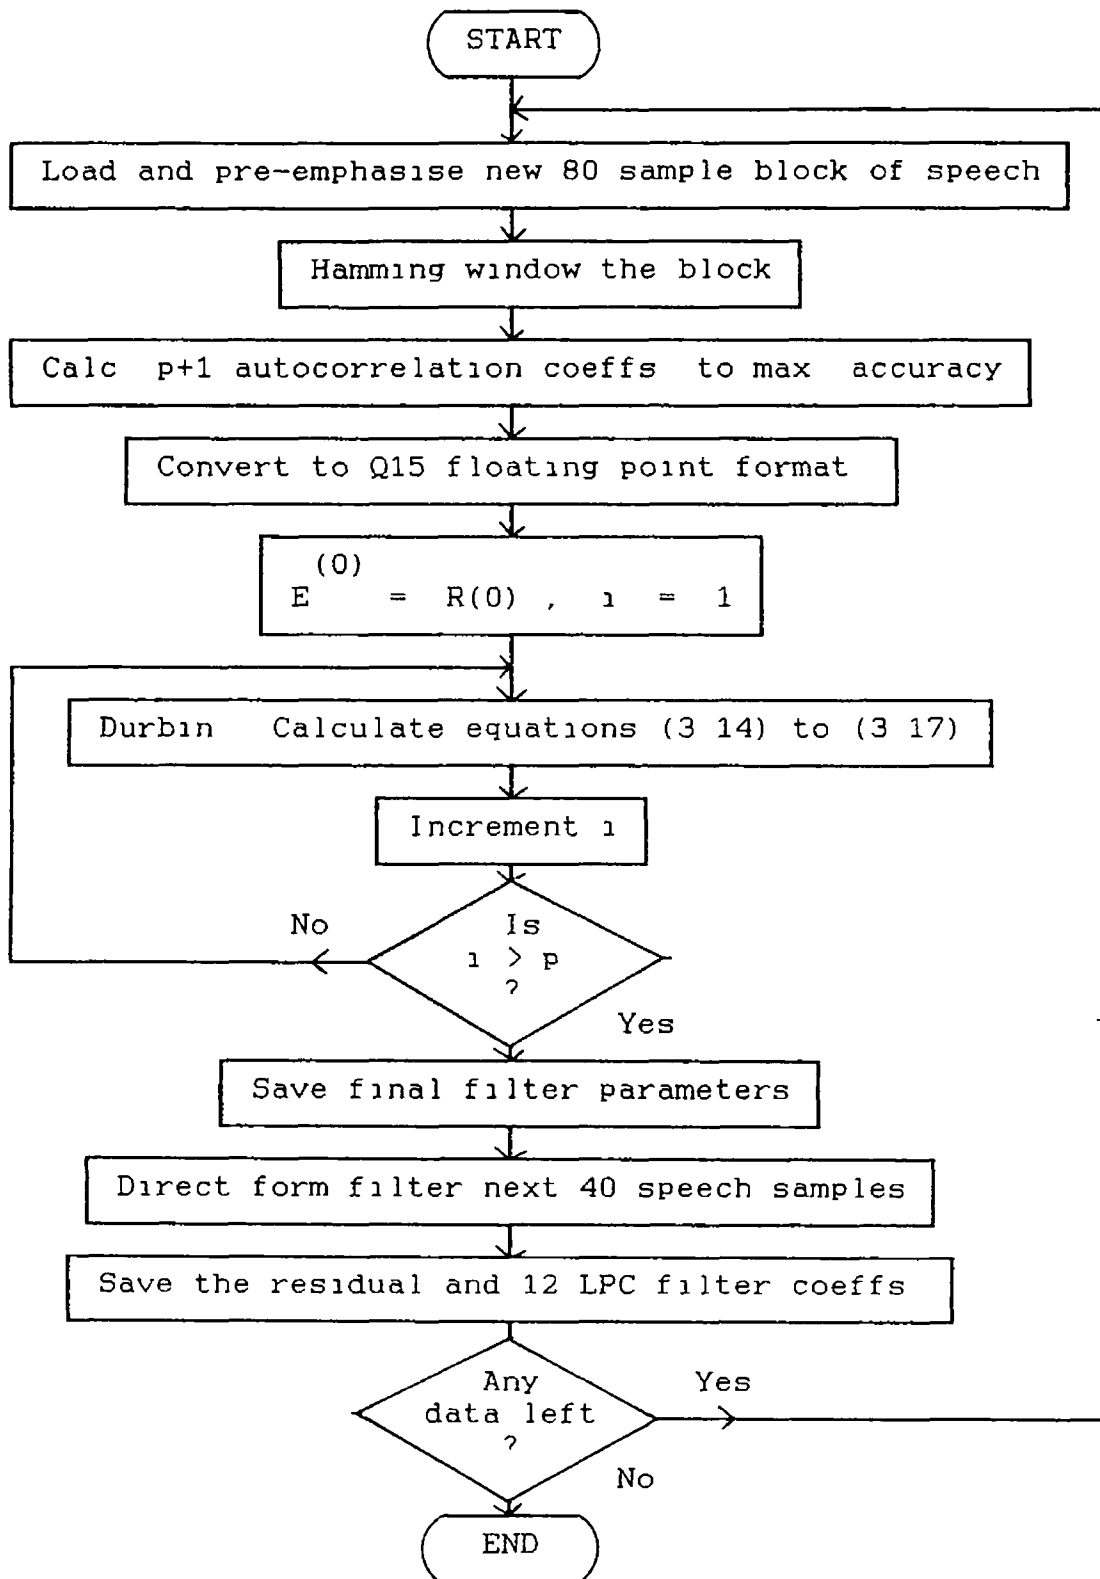 START
Load and pre-emphasise new 80 sample block of speech
Hamming window the block
Calc p+1 autocorrelation coeffs to max accuracy
Convert to Q15 floating point format
(0)
E = R(0) , ı = 1
Durbin Calculate equations (3 14) to (3 17)
Increment ı
No
Is
ı > p
?
Yes
Save final filter parameters
Direct form filter next 40 speech samples
Save the residual and 12 LPC filter coeffs
Any
data left
?
Yes
No
END